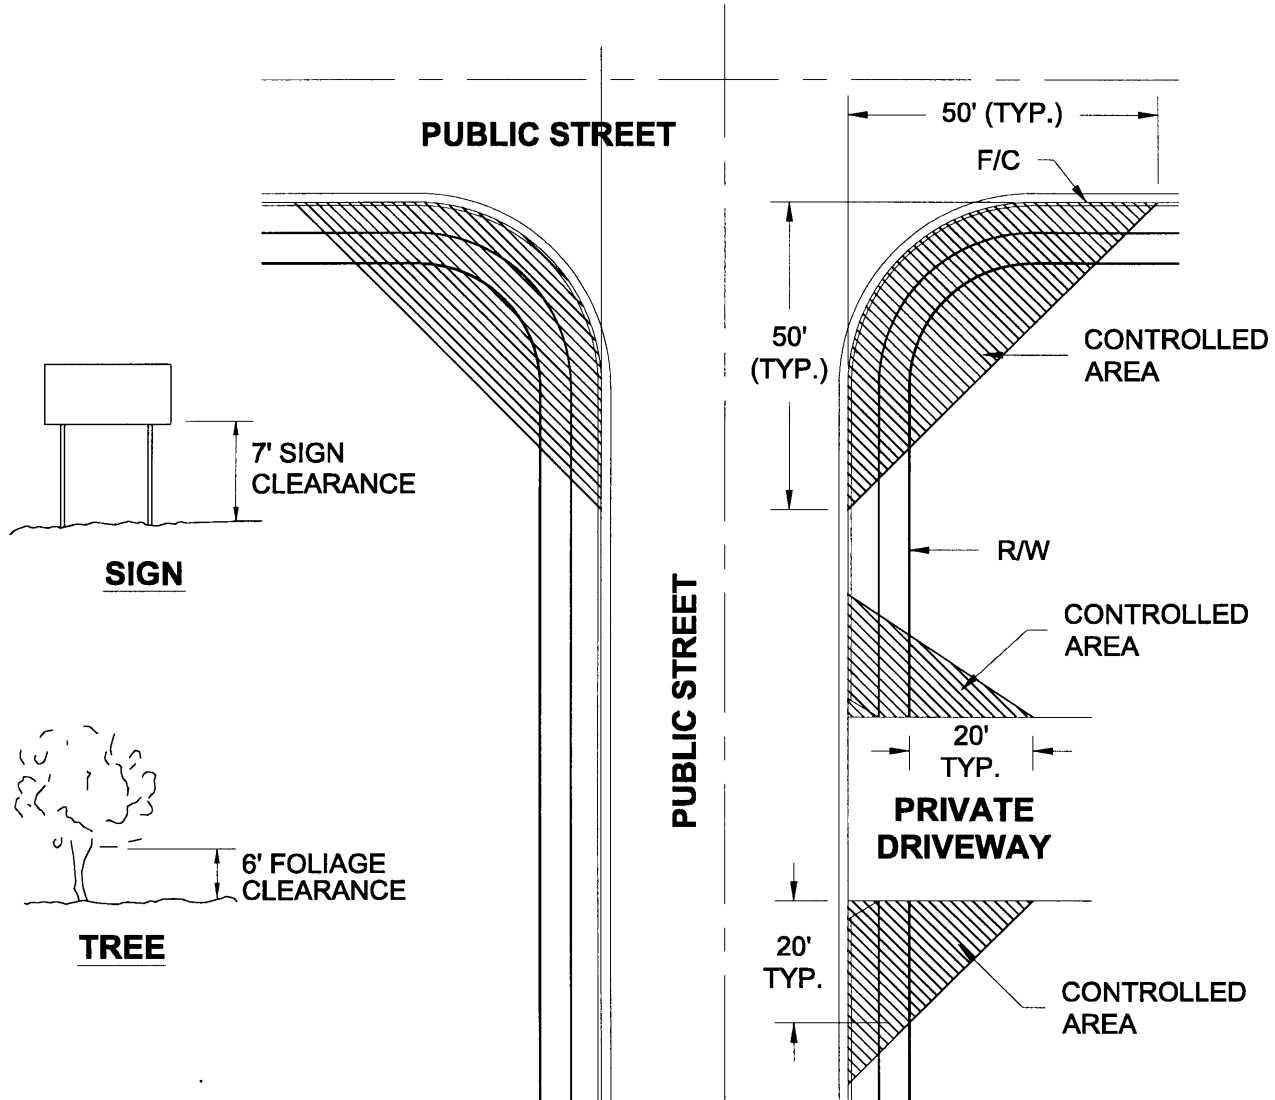 PUBLIC STREET
50' (TYP.)
F/C
50'
(TYP.)
CONTROLLED
AREA
7' SIGN
CLEARANCE
SIGN
R/W
PUBLIC STREET
CONTROLLED
AREA
20'
TYP.
PRIVATE
DRIVEWAY
6' FOLIAGE
CLEARANCE
TREE
20'
TYP.
CONTROLLED
AREA